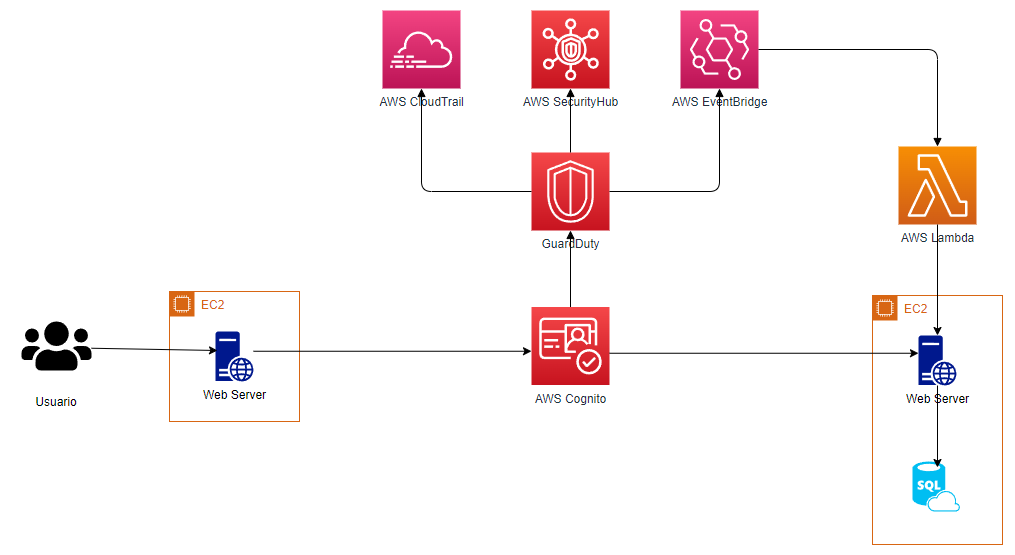 AWS CloudTrail
AWS SecurityHub
AWS EventBridge
GuardDuty
AWS Lambda
EC2
EC2
Usuario
Web Server
AWS Cognito
Web Server
SQL